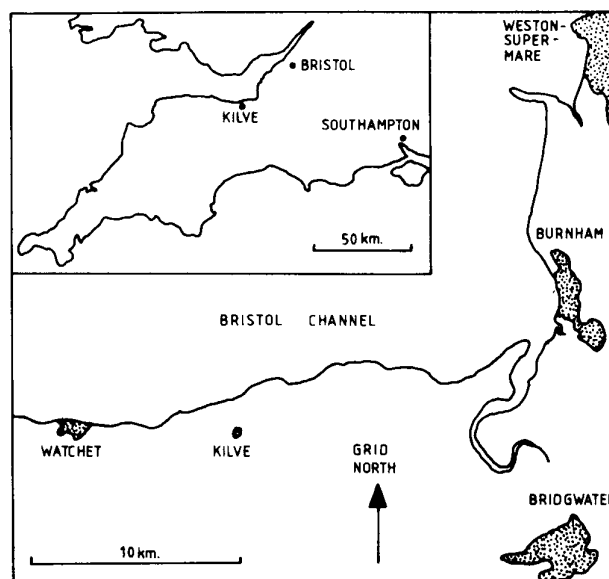 WESTON-
SUPER-
MARE
BRISTOL
KILVE
SOUTHAMPTON
50 km.
BURNHAM
BRISTOL CHANNEL
WATCHET
KILVE
GRID
NORTH
10 km.
BRIDGWATER